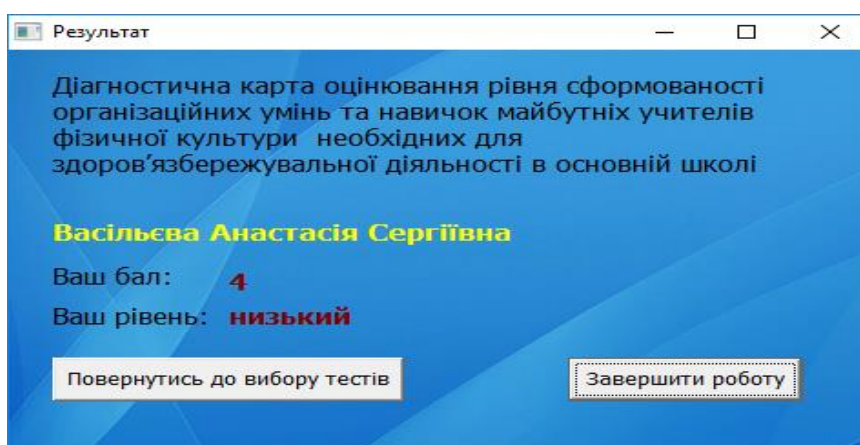 Результат
Діагностична карта оцінювання рівня сформованості
організаційних умінь та навичок майбутніх учителів
фізичної культури необхідних для
здоров’язбережувальної діяльності в основній школі
Васільєва Анастасія Сергіївна
Ваш бал: 4
Ваш рівень: низький
Повернутись до вибору тестів Завершити роботу